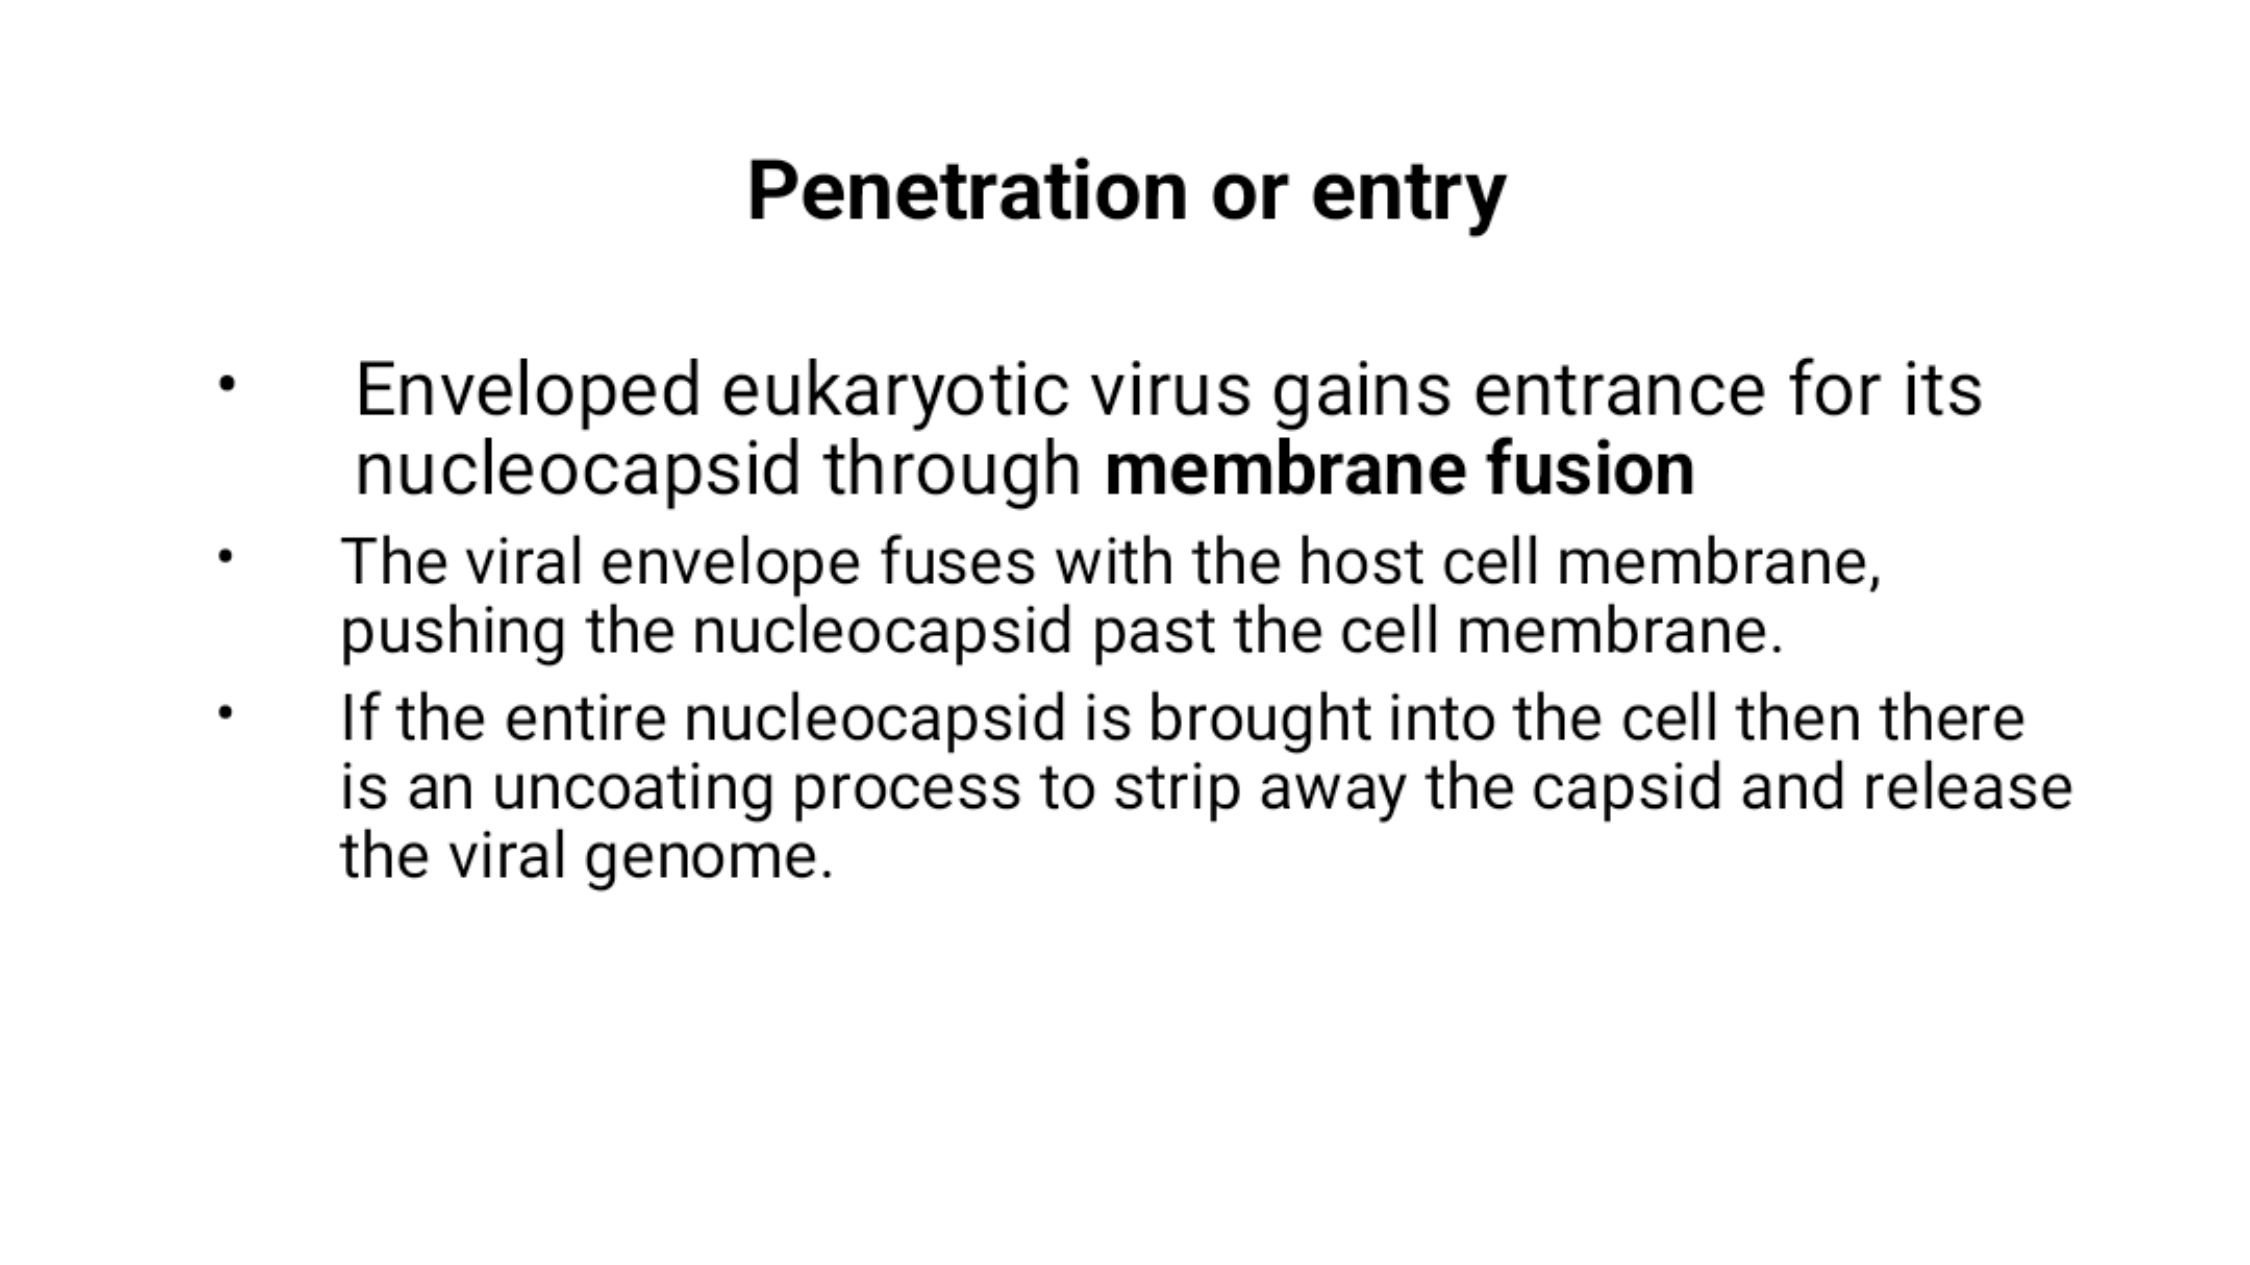 Penetration or entry
• Enveloped eukaryotic virus gains entrance for its
nucleocapsid through membrane fusion
• The viral envelope fuses with the host cell membrane,
pushing the nucleocapsid past the cell membrane.
• If the entire nucleocapsid is brought into the cell then there
is an uncoating process to strip away the capsid and release
the viral genome.